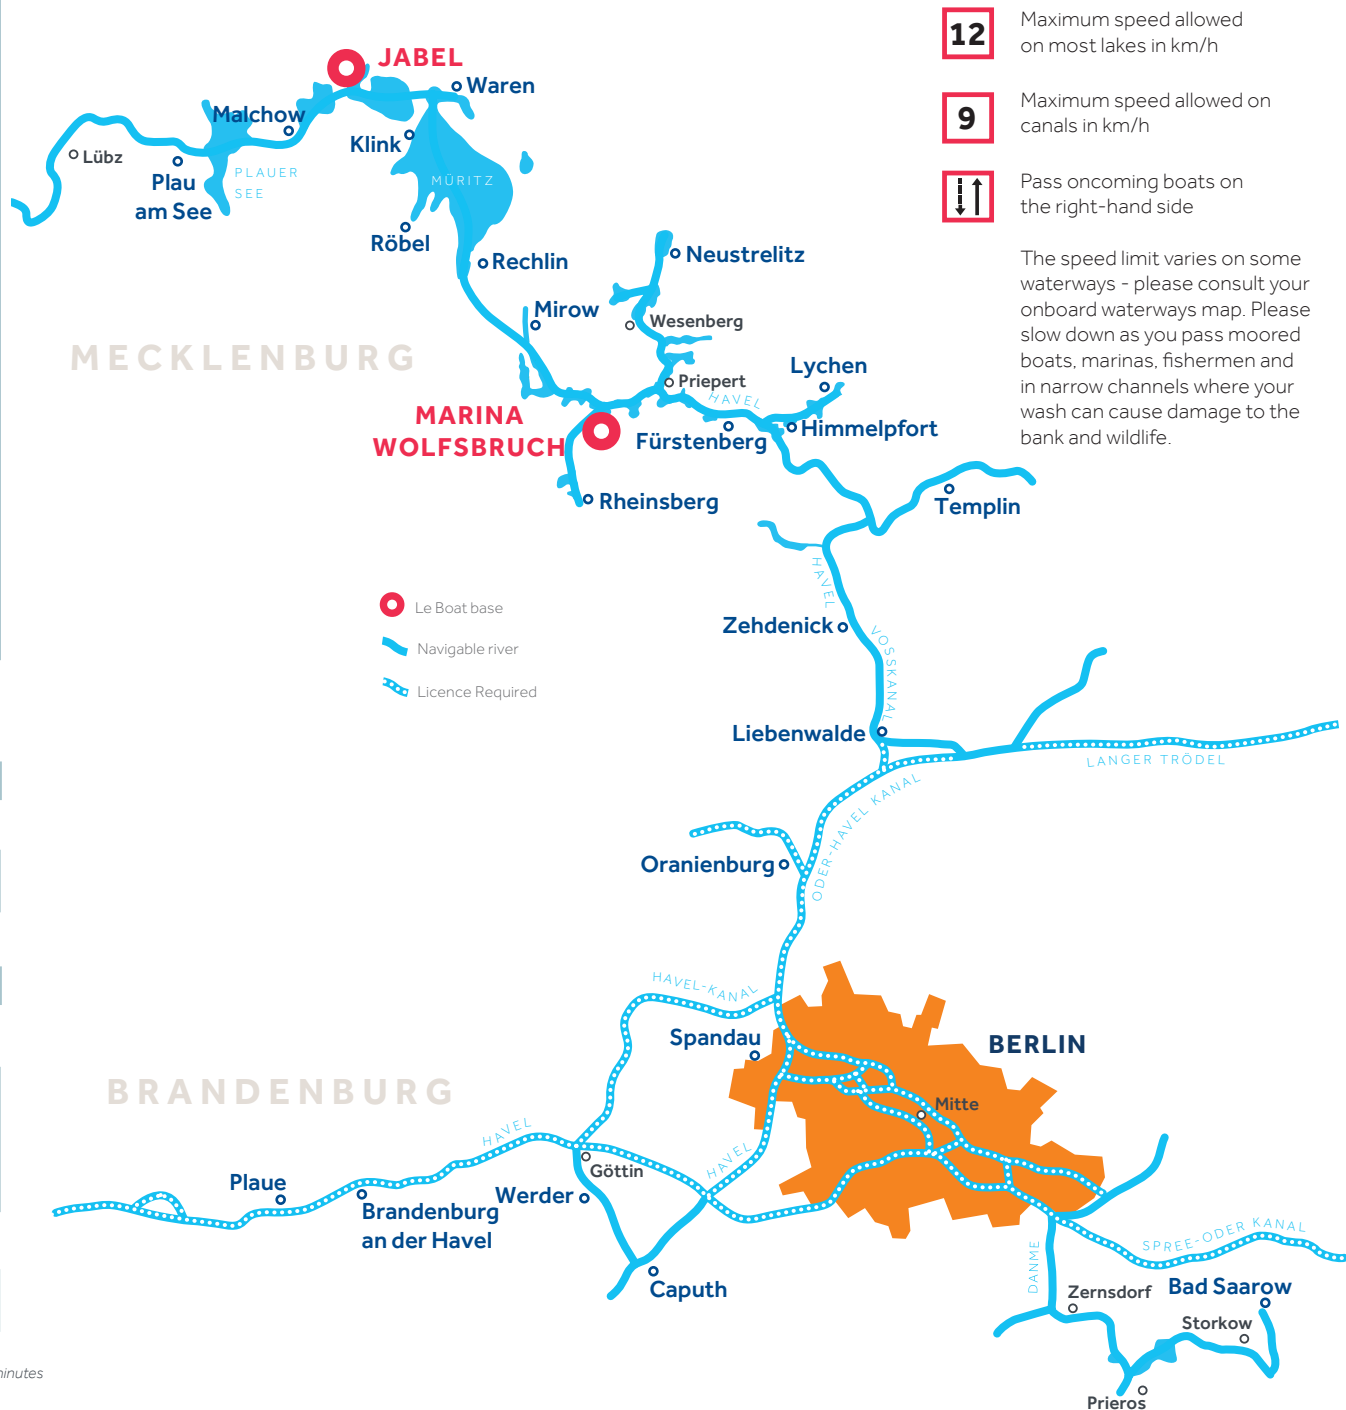 12
Maximum speed allowed
on most lakes in km/h
9
Maximum speed allowed on
canals in km/h
Pass oncoming boats on
the right-hand side
The speed limit varies on some
waterways - please consult your
onboard waterways map. Please
slow down as you pass moored
boats, marinas, fishermen and
in narrow channels where your
wash can cause damage to the
bank and wildlife.
JABEL
Waren
Malchow
Klink
Lübz
PLAUER
SEE
MÜRITZ
Plau
am See
Röbel
Rechlin
Neustrelitz
Mirow
Wesenberg
MECKLENBURG
Priepert
Lychen
HAVEL
MARINA
WOLFSBRUCH
Fürstenberg
Himmelpfort
Rheinsberg
Templin
HAVEL
Le Boat base
Navigable river
Licence Required
Zehdenick
VOSSKANAL
Liebenwalde
LANGER TRÖDEL
ODER-HAVEL KANAL
Oranienburg
HAVEL-KANAL
Spandau
BERLIN
BRANDENBURG
Mitte
HAVEL
HAVEL
Göttin
Plaue
Werder
Brandenburg
an der Havel
Caputh
DANME
SPREE-ODER KANAL
Zernsdorf
Bad Saarow
Storkow
Prieros
minutes